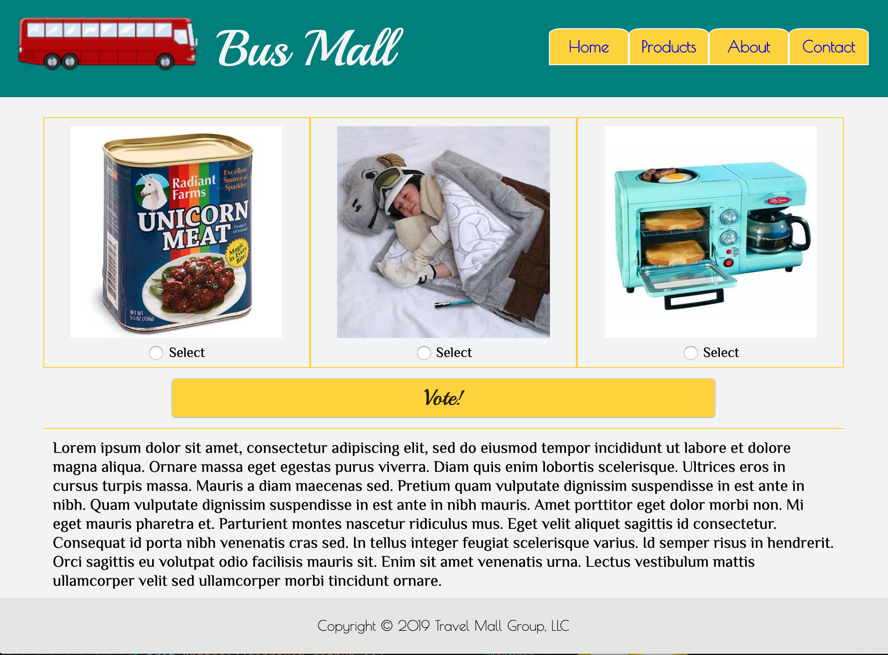 Bus Mall
Home
Products
About
Contact
Radiant
Farms
Excellent
Source of
Sparkles
UNICORN
MEAT
Magic
in Every
Bite!
Select
Select
Select
Vote!
Lorem ipsum dolor sit amet, consectetur adipiscing elit, sed do eiusmod tempor incididunt ut labore et dolore
magna aliqua. Ornare massa eget egestas purus viverra. Diam quis enim lobortis scelerisque. Ultrices eros in
cursus turpis massa. Mauris a diam maecenas sed. Pretium quam vulputate dignissim suspendisse in est ante in
nibh. Quam vulputate dignissim suspendisse in est ante in nibh mauris. Amet porttitor eget dolor morbi non. Mi
eget mauris pharetra et. Parturient montes nascetur ridiculus mus. Eget velit aliquet sagittis id consectetur.
Consequat id porta nibh venenatis cras sed. In tellus integer feugiat scelerisque varius. Id semper risus in hendrerit.
Orci sagittis eu volutpat odio facilisis mauris sit. Enim sit amet venenatis urna. Lectus vestibulum mattis
ullamcorper velit sed ullamcorper morbi tincidunt ornare.
Copyright © 2019 Travel Mall Group, LLC